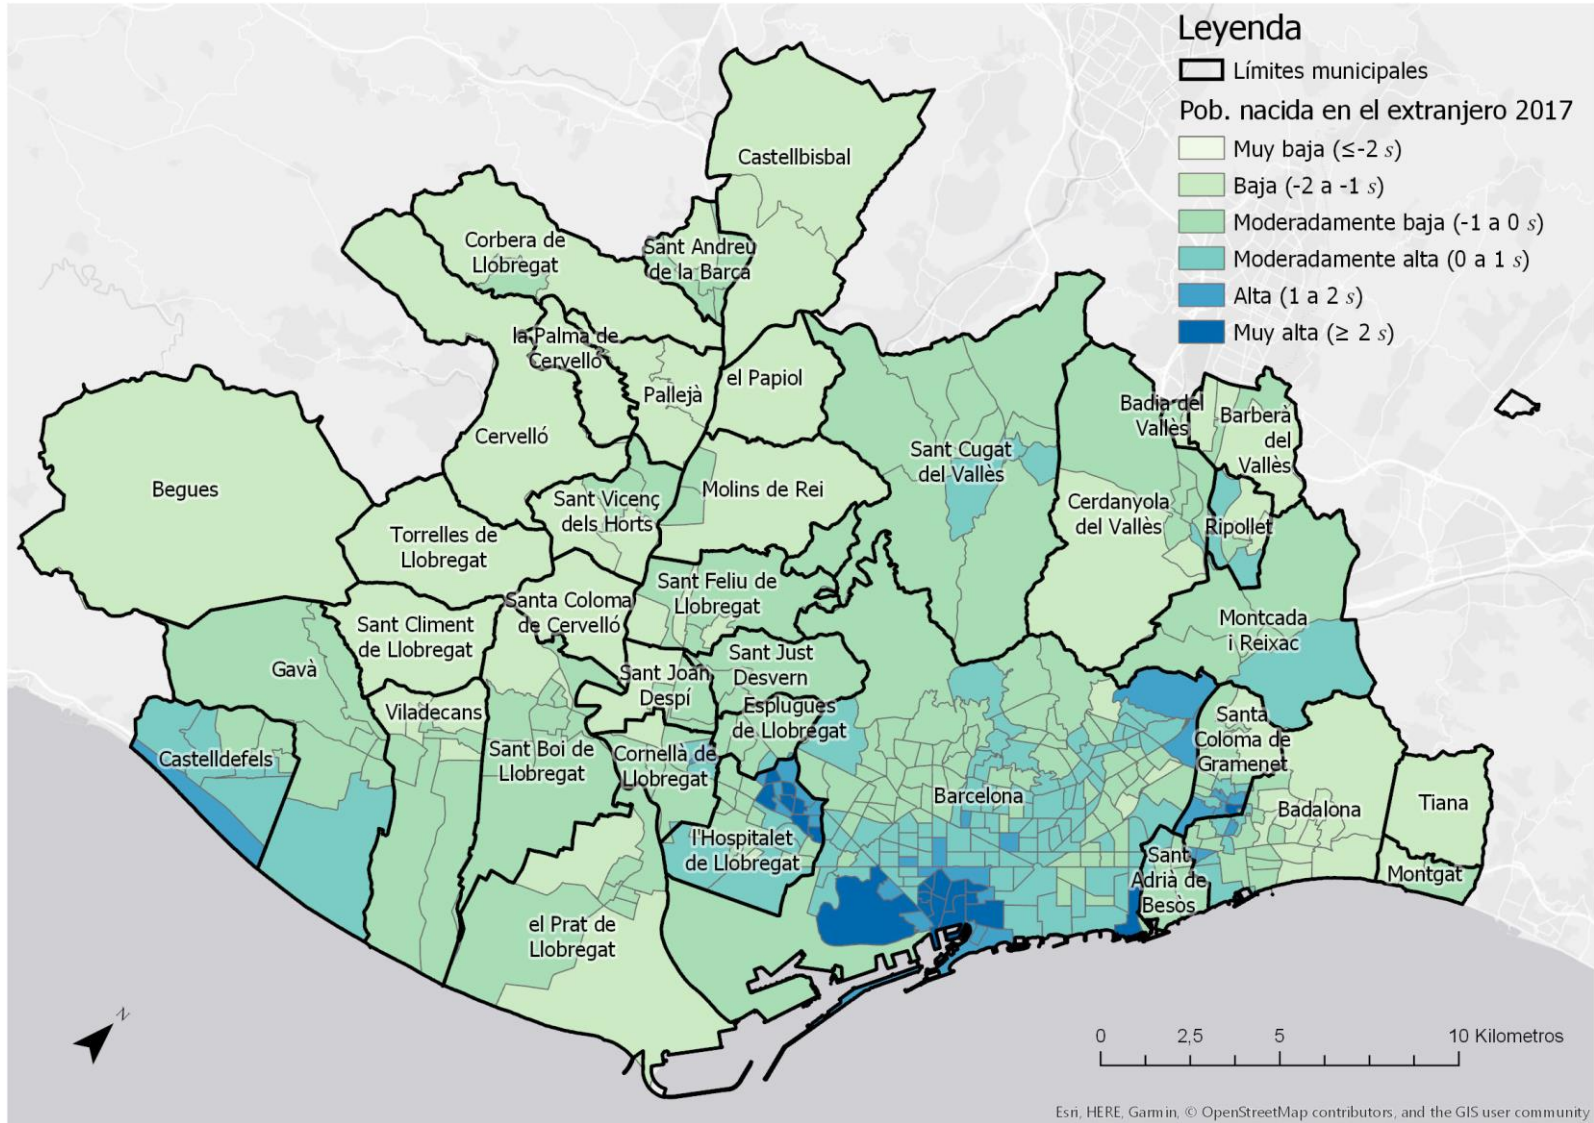 Leyenda
Límites municipales
Pob. nacida en el extranjero 2017
Muy baja (≤-2 s)
Baja (-2 a -1 s)
Moderadamente baja (-1 a 0 s)
Moderadamente alta (0 a 1 s)
Alta (1 a 2 s)
Muy alta (≥ 2 s)
Castellbisbal
Corbera de
Llobregat
Sant Andreu
de la Barca
la Palma de
Cervelló
Pallejà
el Papiol
Cervelló
Badia del
Vallès
Barberà
del
Vallès
Sant Cugat
del Vallès
Begues
Sant Vicenç
dels Horts
Molins de Rei
Cerdanyola
del Vallès
Ripollet
Torrelles de
Llobregat
Sant Feliu de
Llobregat
Santa Coloma
de Cervelló
Sant Climent
de Llobregat
Montcada
i Reixac
Gavà
Sant Just
Desvern
Sant Joan
Despí
Esplugues
de Llobregat
Viladecans
Santa
Coloma de
Gramenet
Castelldefels
Sant Boi de
Llobregat
Cornellà de
Llobregat
Barcelona
Badalona
Tiana
l'Hospitalet
de Llobregat
Sant
Adrià de
Besòs
Montgat
el Prat de
Llobregat
N
0 2,5 5 10 Kilometros
Esri, HERE, Garmin, © OpenStreetMap contributors, and the GIS user community